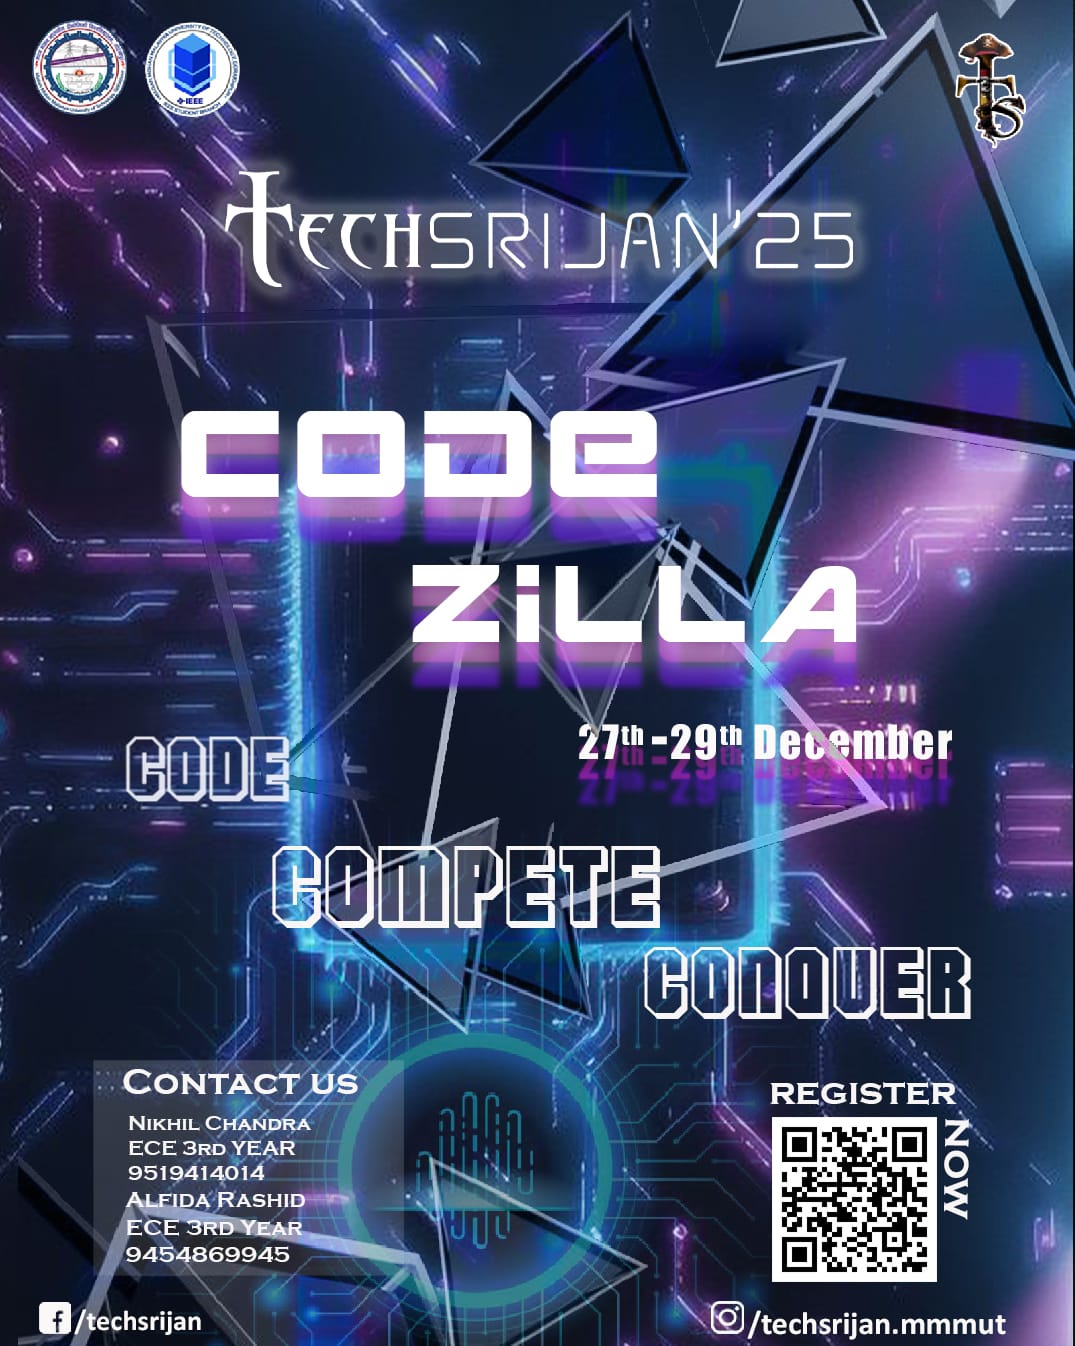 IEEE
TECHSRIJAN'25
CODE
ZiLLA
27th -29th December
CODE
COMPETE
CONQUER
CONTACT US
NIKHIL CHANDRA
ECE 3RD YEAR
9519414014
ALFIDA RASHID
ECE 3RD YEAR
9454869945
REGISTER
NOW
/techsrijan
/techsrijan.mmmut